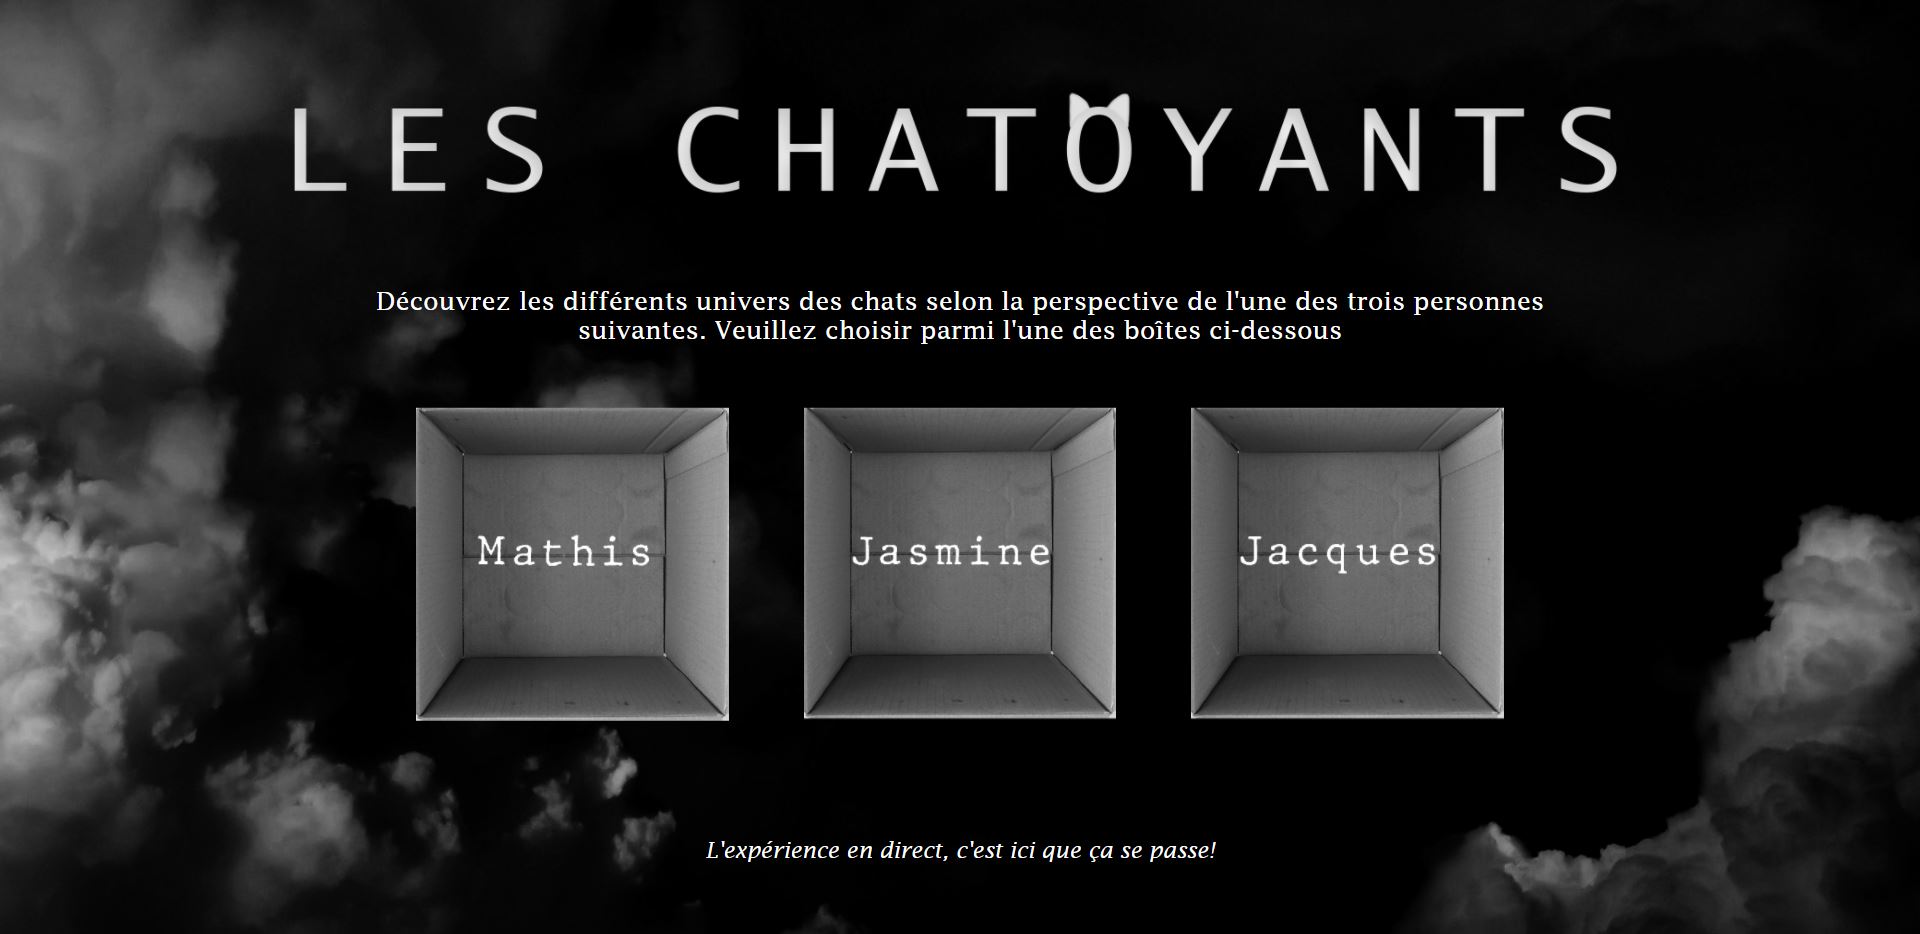 LES CHATOYANTS
Découvrez les différents univers des chats selon la perspective de l'une des trois personnes
suivantes. Veuillez choisir parmi l'une des boîtes ci-dessous
Mathis
Jasmine
Jacques
L'expérience en direct, c'est ici que ça se passe!